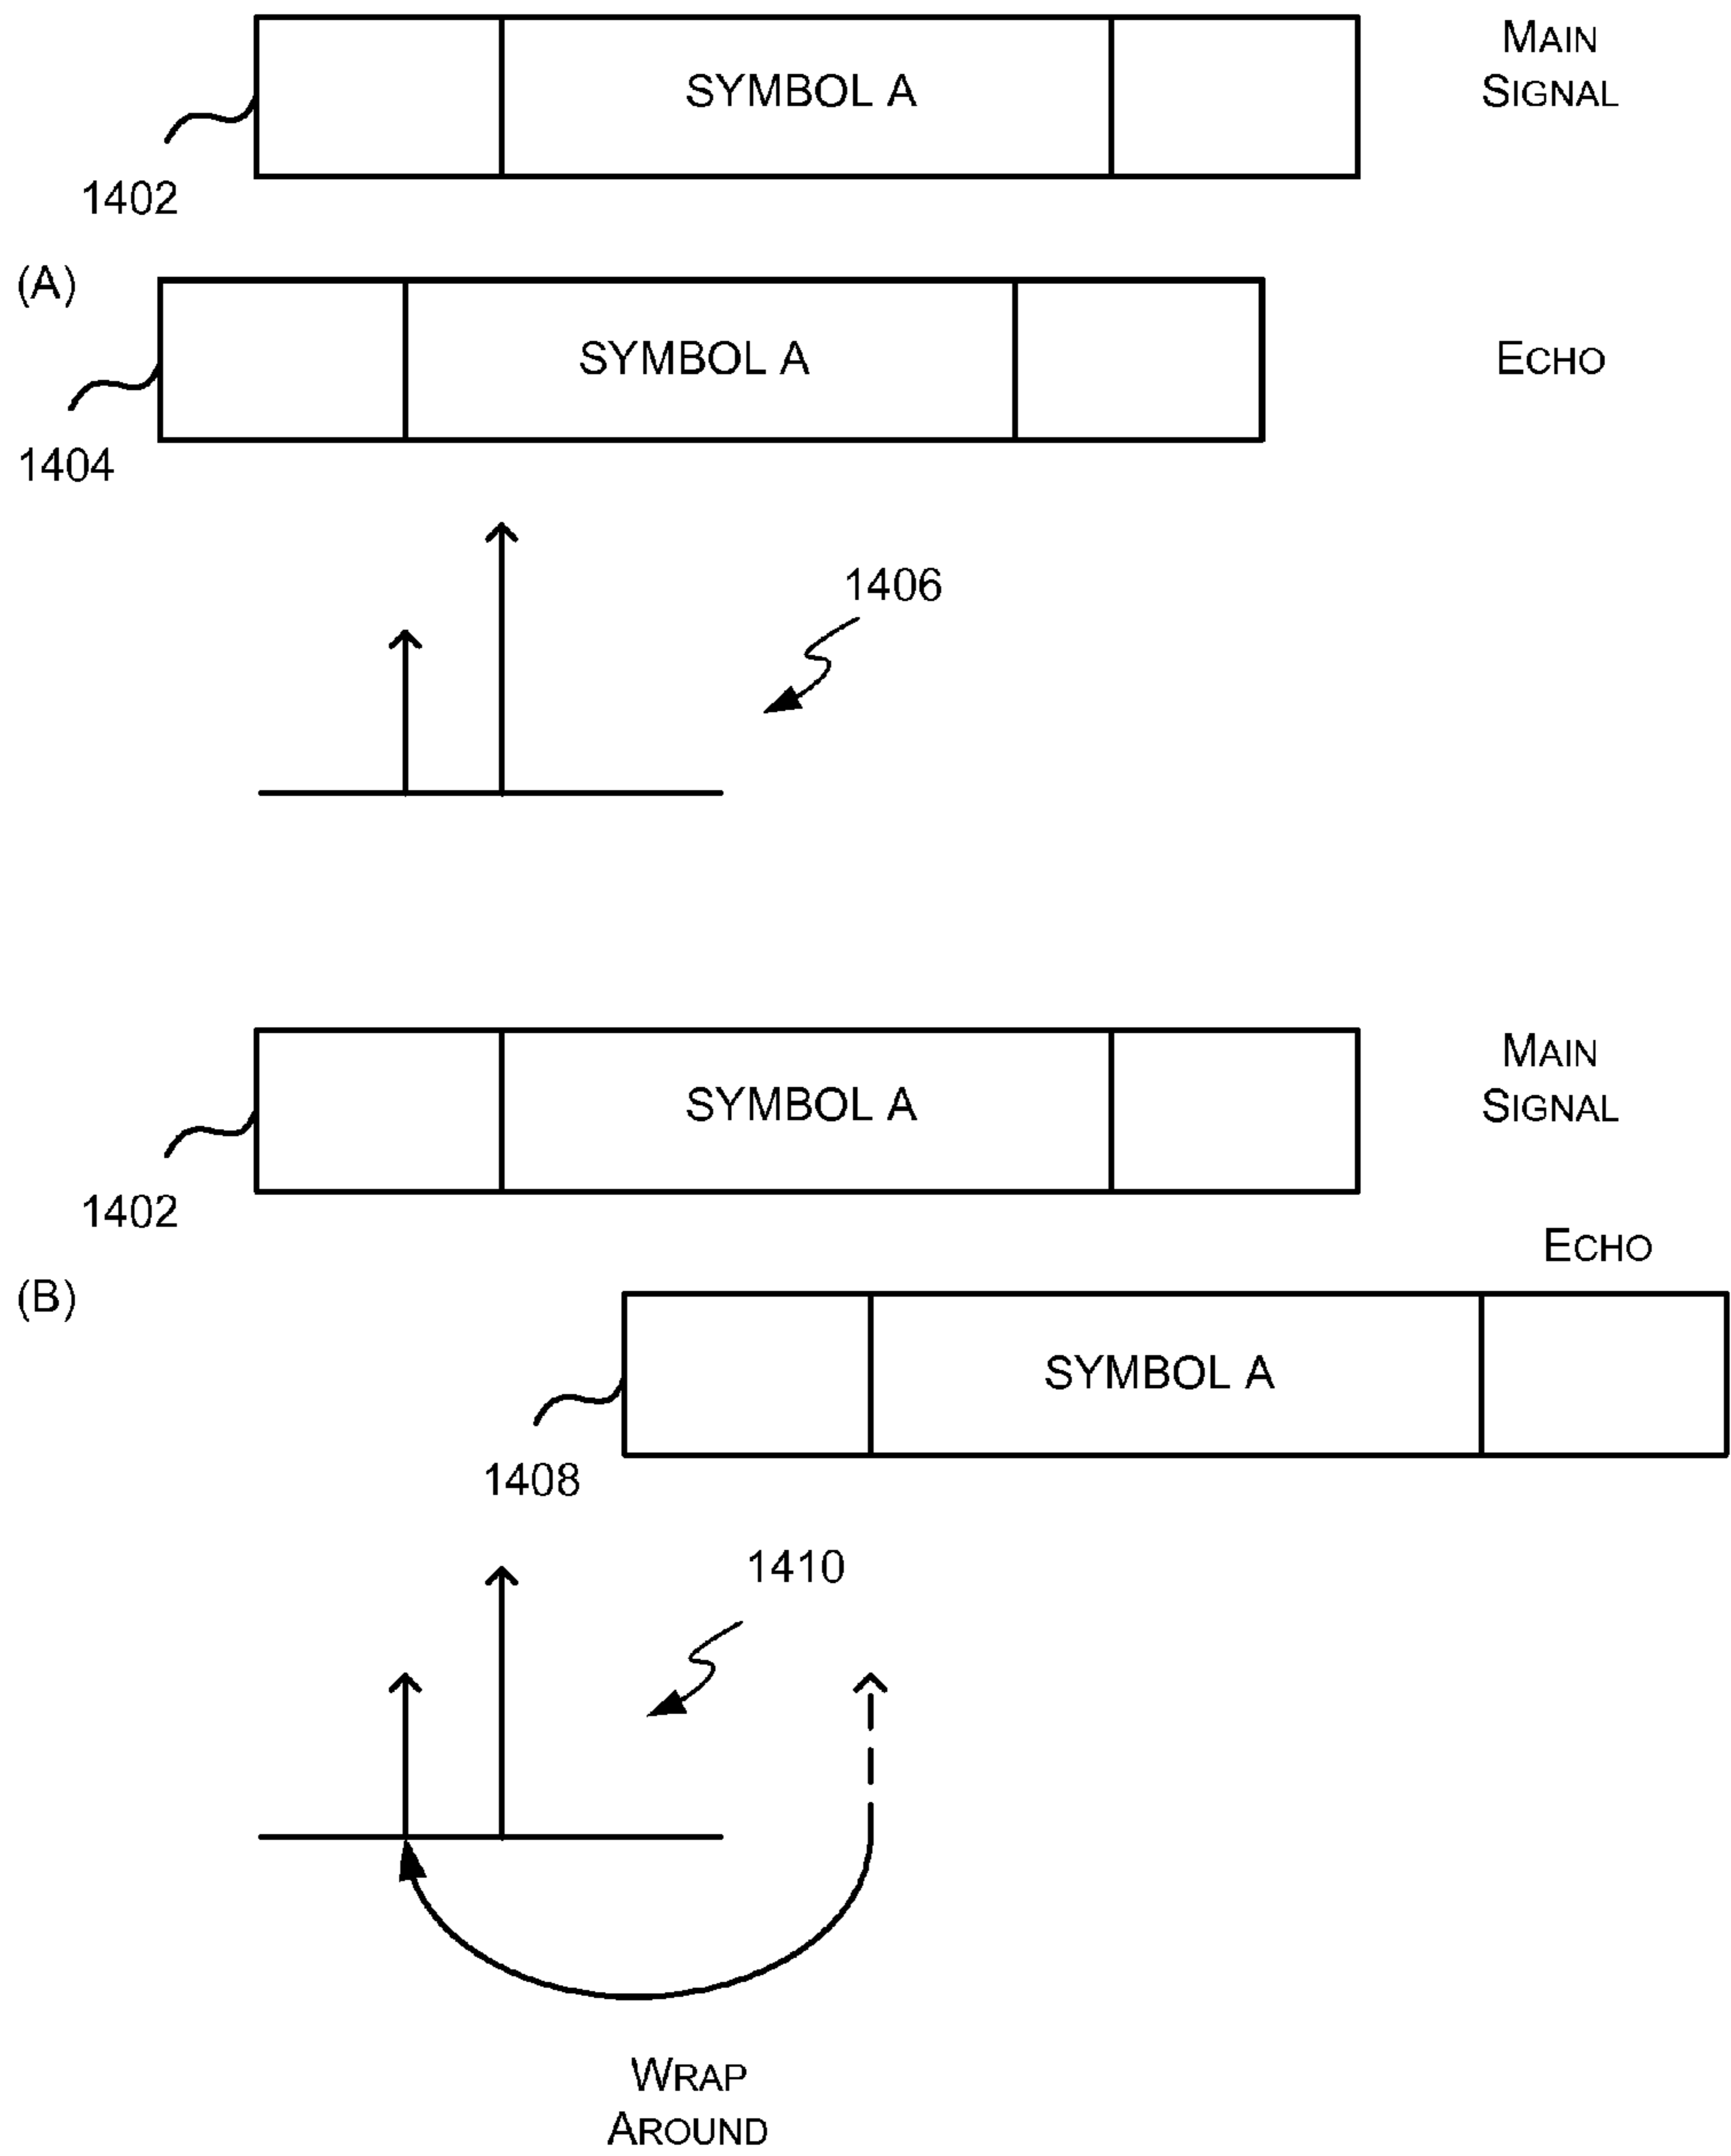 SYMBOL A
MAIN
SIGNAL
1402
(A)
SYMBOL A
ECHO
1404
1406
SYMBOL A
MAIN
SIGNAL
1402
ECHO
(B)
SYMBOL A
1408
1410
WRAP
AROUND